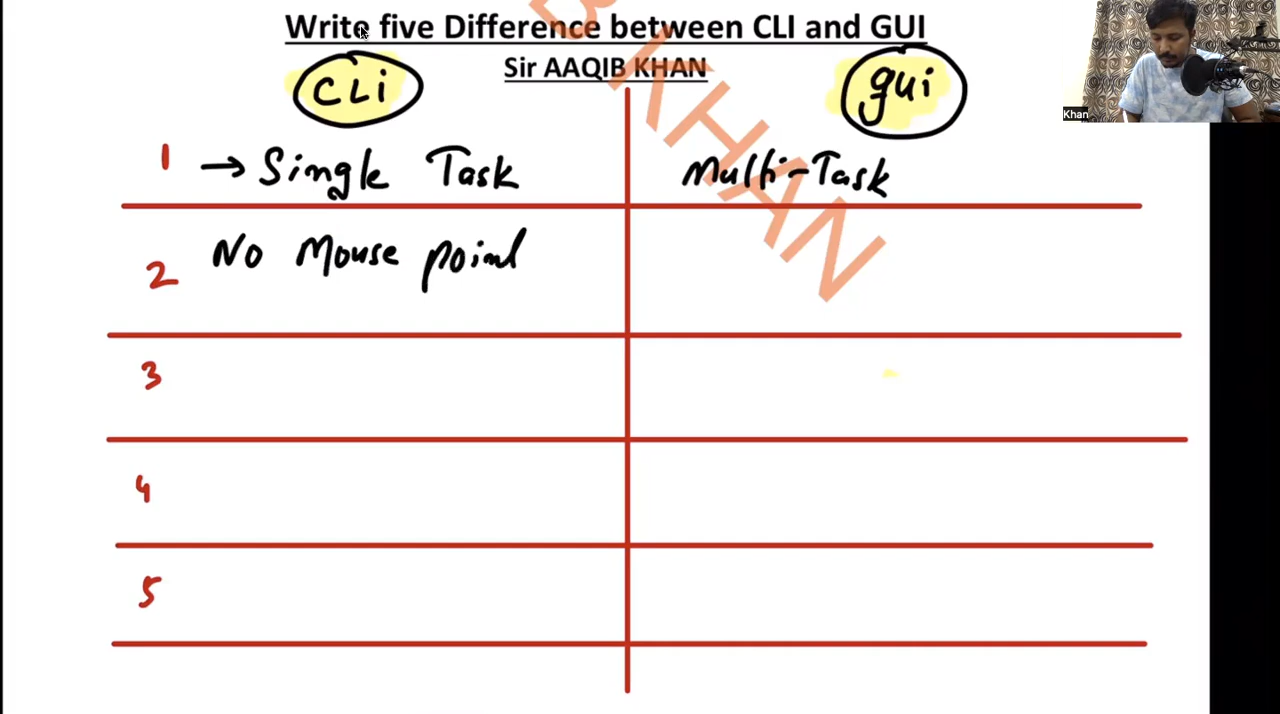 Write five Difference between CLI and GUI
Sir AAQIB KHAN
CLi
gui
1 → Single Task
Multi-Task
2 No Mouse point
3
4
5
B KHAN
Khan